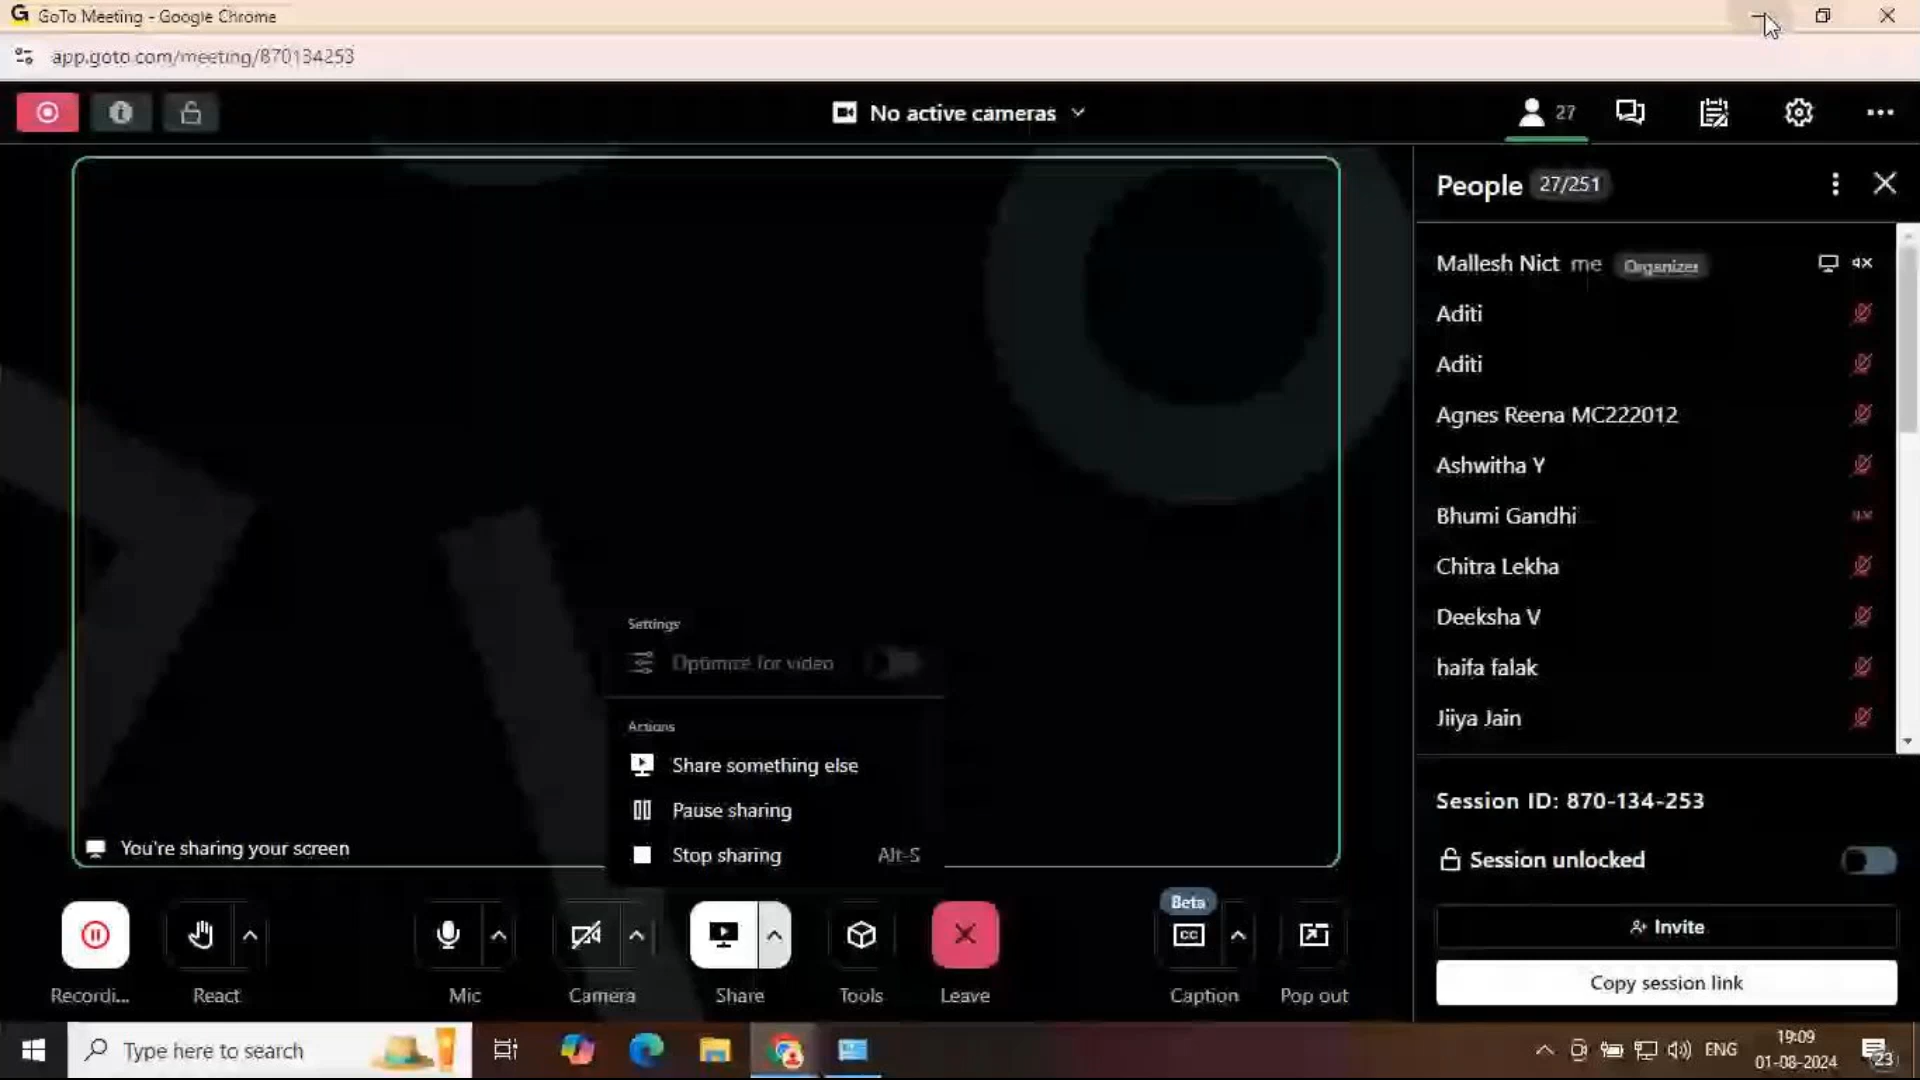 GoTo Meeting - Google Chrome
app.goto.com/meeting/870134253
No active cameras
27
People 27/251
Mallesh Nict me Organizer
Aditi
Aditi
Agnes Reena MC222012
Ashwitha Y
Bhumi Gandhi
Chitra Lekha
Deeksha V
haifa falak
Jiiya Jain
Settings
Optimize for video
Actions
Share something else
Pause sharing
Stop sharing Alt-S
You're sharing your screen
Session ID: 870-134-253
Session unlocked
Invite
Copy session link
Beta
CC
Recordi...
React
Mic
Camera
Share
Tools
Leave
Caption
Pop out
Type here to search
ENG
19:09
01-08-2024
23